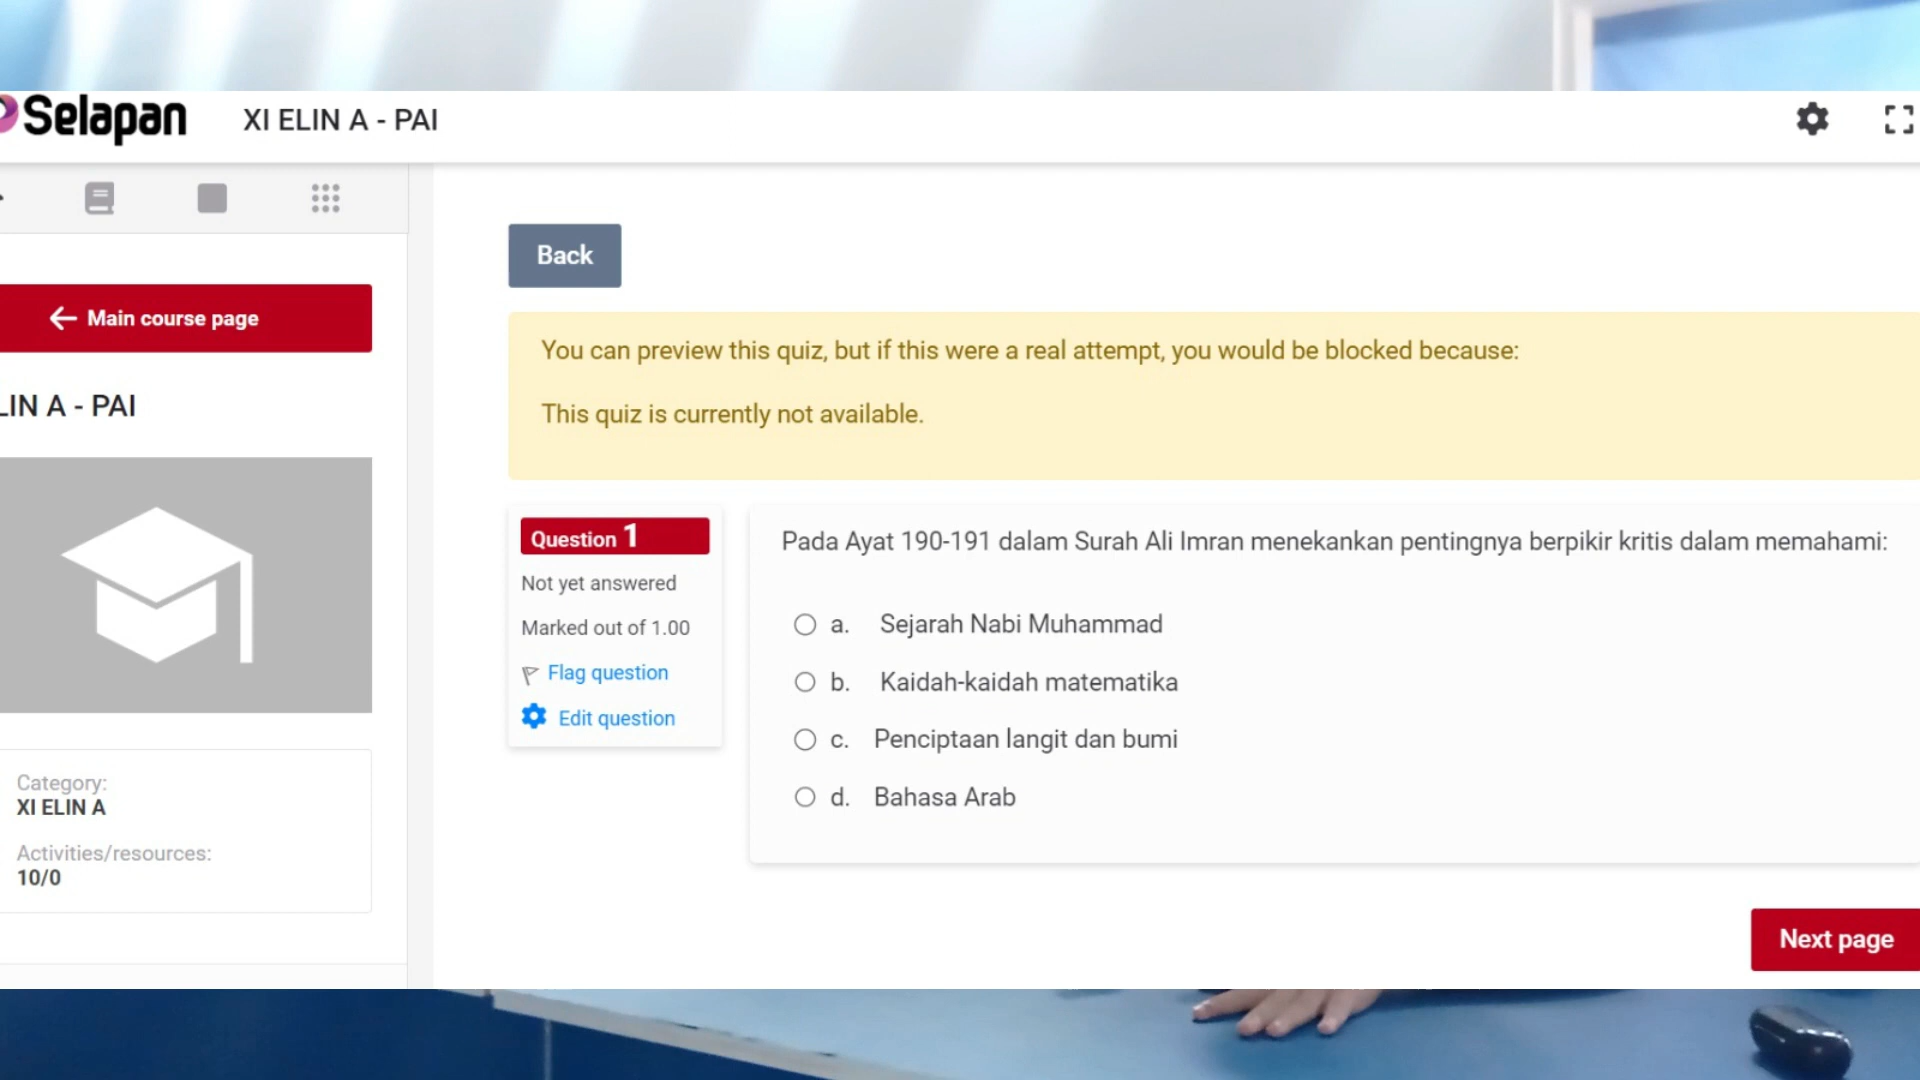 Selapan
XI ELIN A - PAI
Back
Main course page
You can preview this quiz, but if this were a real attempt, you would be blocked because:
LIN A - PAI
This quiz is currently not available.
Question 1
Pada Ayat 190-191 dalam Surah Ali Imran menekankan pentingnya berpikir kritis dalam memahami:
Not yet answered
Marked out of 1.00
Flag question
Edit question
a. Sejarah Nabi Muhammad
b. Kaidah-kaidah matematika
c. Penciptaan langit dan bumi
d. Bahasa Arab
Category:
XI ELIN A
Activities/resources:
10/0
Next page